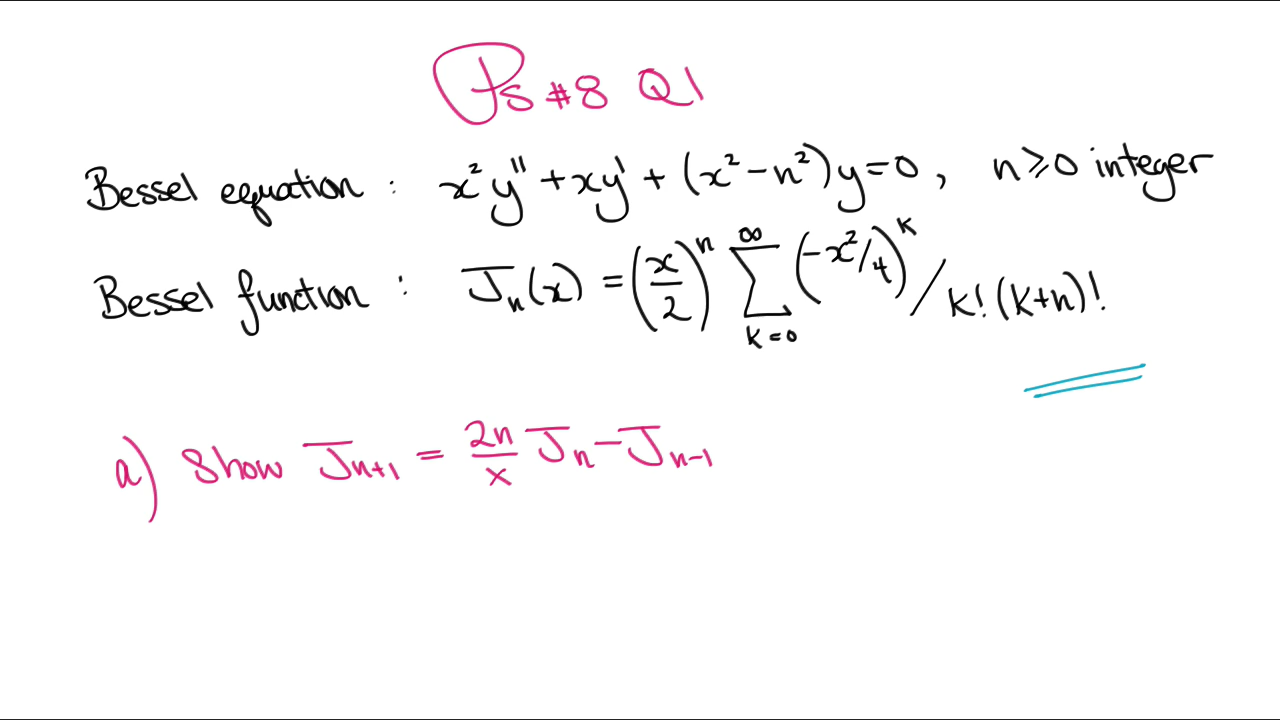 Ps #8 Q1
Bessel equation : x²y'' + xy' + (x² - n²)y = 0 , n ⩾ 0 integer
Bessel function : Jₙ(x) = (x/2)ⁿ ∑_{k=0}^{∞} (-x²/4)ᵏ / k! (k+n)!
a) Show Jₙ₊₁ = 2n/x Jₙ - Jₙ₋₁